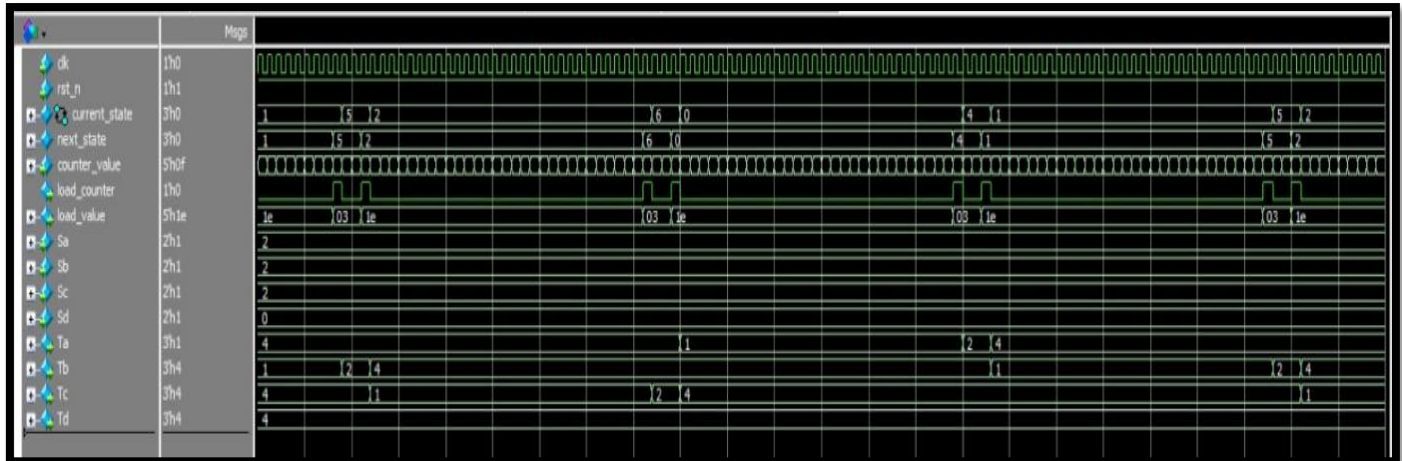 Msgs
clk 1'h0
rst_n 1'h1
current_state 3'h0 1 5 2 6 0 4 1 5 2
next_state 3'h0 1 5 2 6 0 4 1 5 2
counter_value 5'h0f
load_counter 1'h0
load_value 5'h1e 1e 03 1e 03 1e 03 1e 03 1e
Sa 2'h1 2
Sb 2'h1 2
Sc 2'h1 2
Sd 2'h1 0
Ta 3'h1 4 1 2 4
Tb 3'h4 1 2 4 1 2 4
Tc 3'h4 4 1 2 4 1
Td 3'h4 4